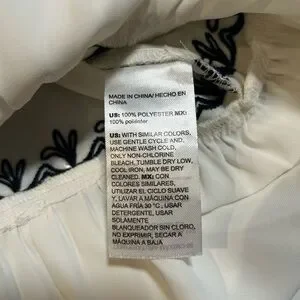 MADE IN CHINA/ HECHO EN
CHINA
US: 100% POLYESTER MX:
100% poliéster
US: WITH SIMILAR COLORS,
USE GENTLE CYCLE AND,
MACHINE WASH COLD,
ONLY NON-CHLORINE
BLEACH, TUMBLE DRY LOW,
COOL IRON, MAY BE DRY
CLEANED. MX: CON
COLORES SIMILARES,
UTILIZAR EL CICLO SUAVE
Y, LAVAR A MÁQUINA CON
AGUA FRÍA 30 °C , USAR
DETERGENTE, USAR
SOLAMENTE
BLANQUEADOR SIN CLORO,
NO EXPRIMIR, SECAR A
MÁQUINA A BAJA